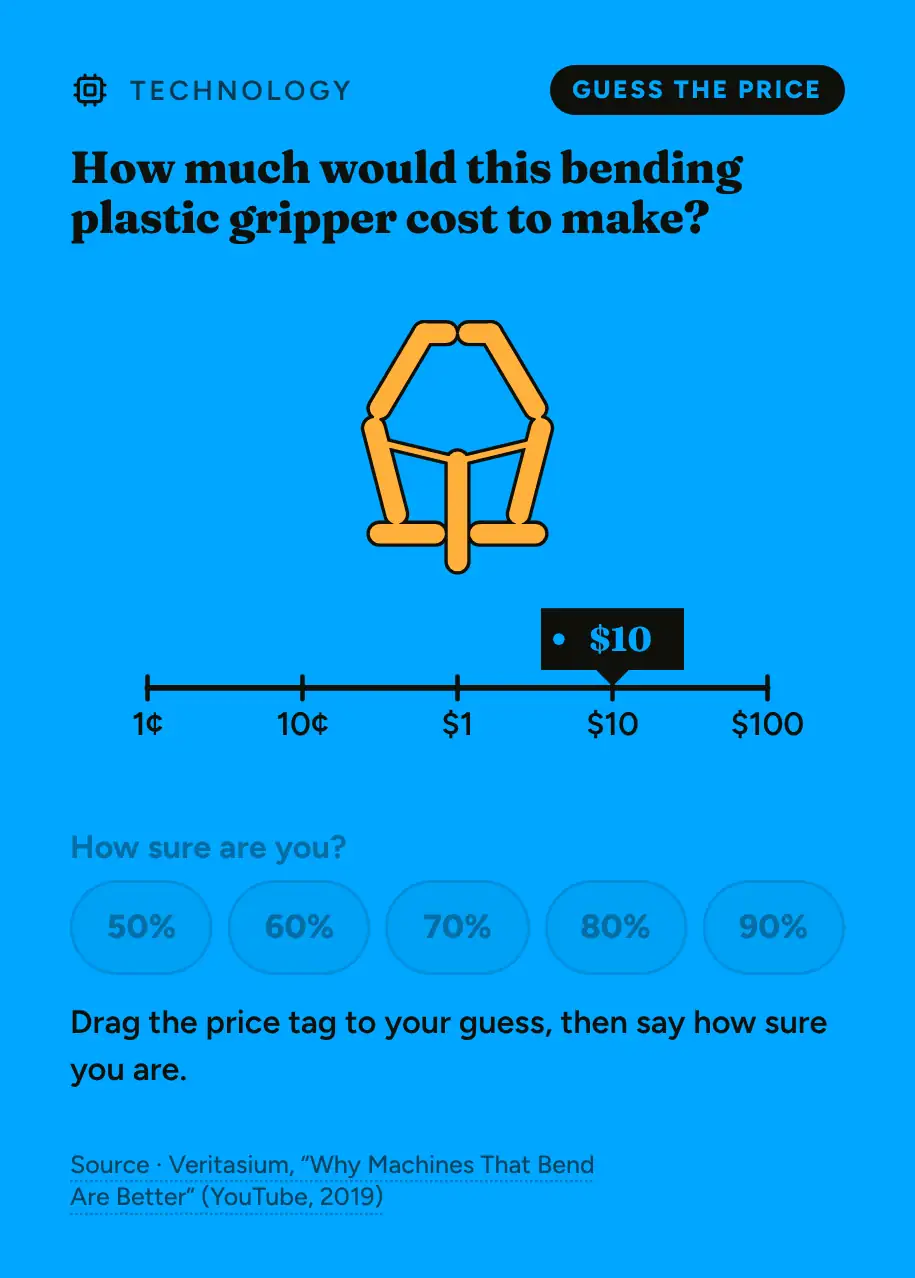 TECHNOLOGY
GUESS THE PRICE
How much would this bending
plastic gripper cost to make?
$10
1¢ 10¢ $1 $10 $100
How sure are you?
50% 60% 70% 80% 90%
Drag the price tag to your guess, then say how sure
you are.
Source · Veritasium, “Why Machines That Bend
Are Better” (YouTube, 2019)